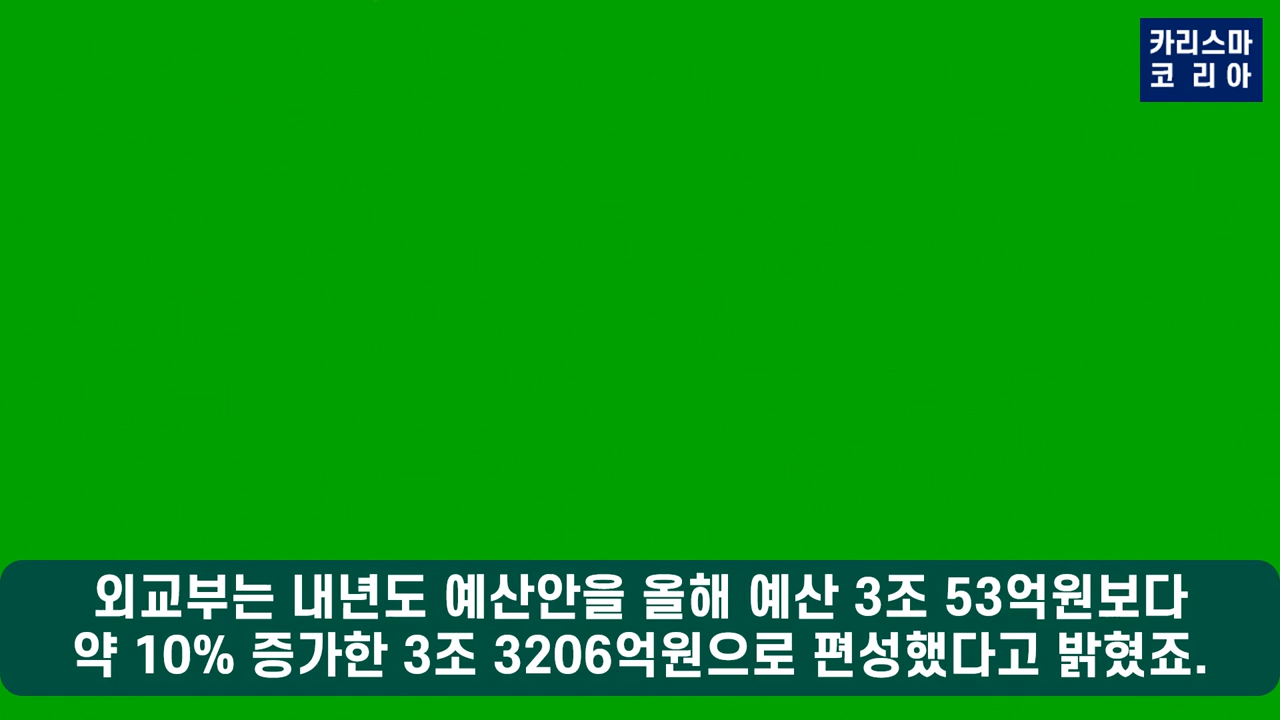 카리스마
코 리 아
외교부는 내년도 예산안을 올해 예산 3조 53억원보다
약 10% 증가한 3조 3206억원으로 편성했다고 밝혔죠.